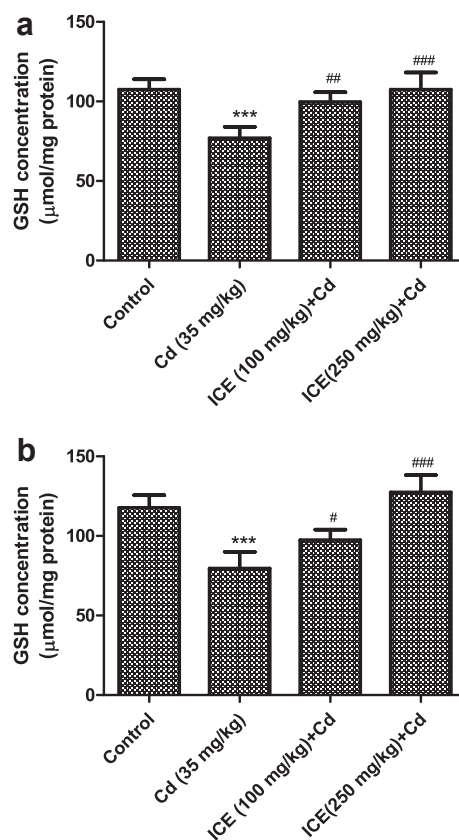 a
GSH concentration
(μmol/mg protein)
150
100
50
0
***
##
###
Control
Cd (35 mg/kg)
ICE (100 mg/kg)+Cd
ICE(250 mg/kg)+Cd
b
GSH concentration
(μmol/mg protein)
150
100
50
0
***
#
###
Control
Cd (35 mg/kg)
ICE (100 mg/kg)+Cd
ICE(250 mg/kg)+Cd